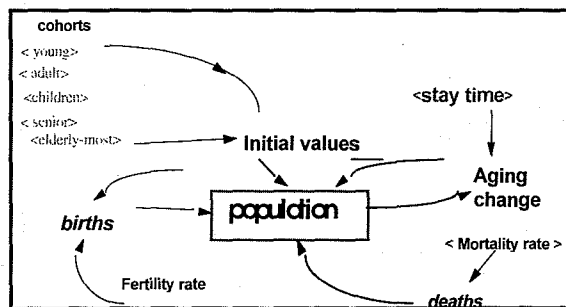 cohorts
< young>
< adult>
<children>
< senior>
<elderly-most>
<stay time>
Initial values
Aging
change
population
births
< Mortality rate >
Fertility rate
deaths